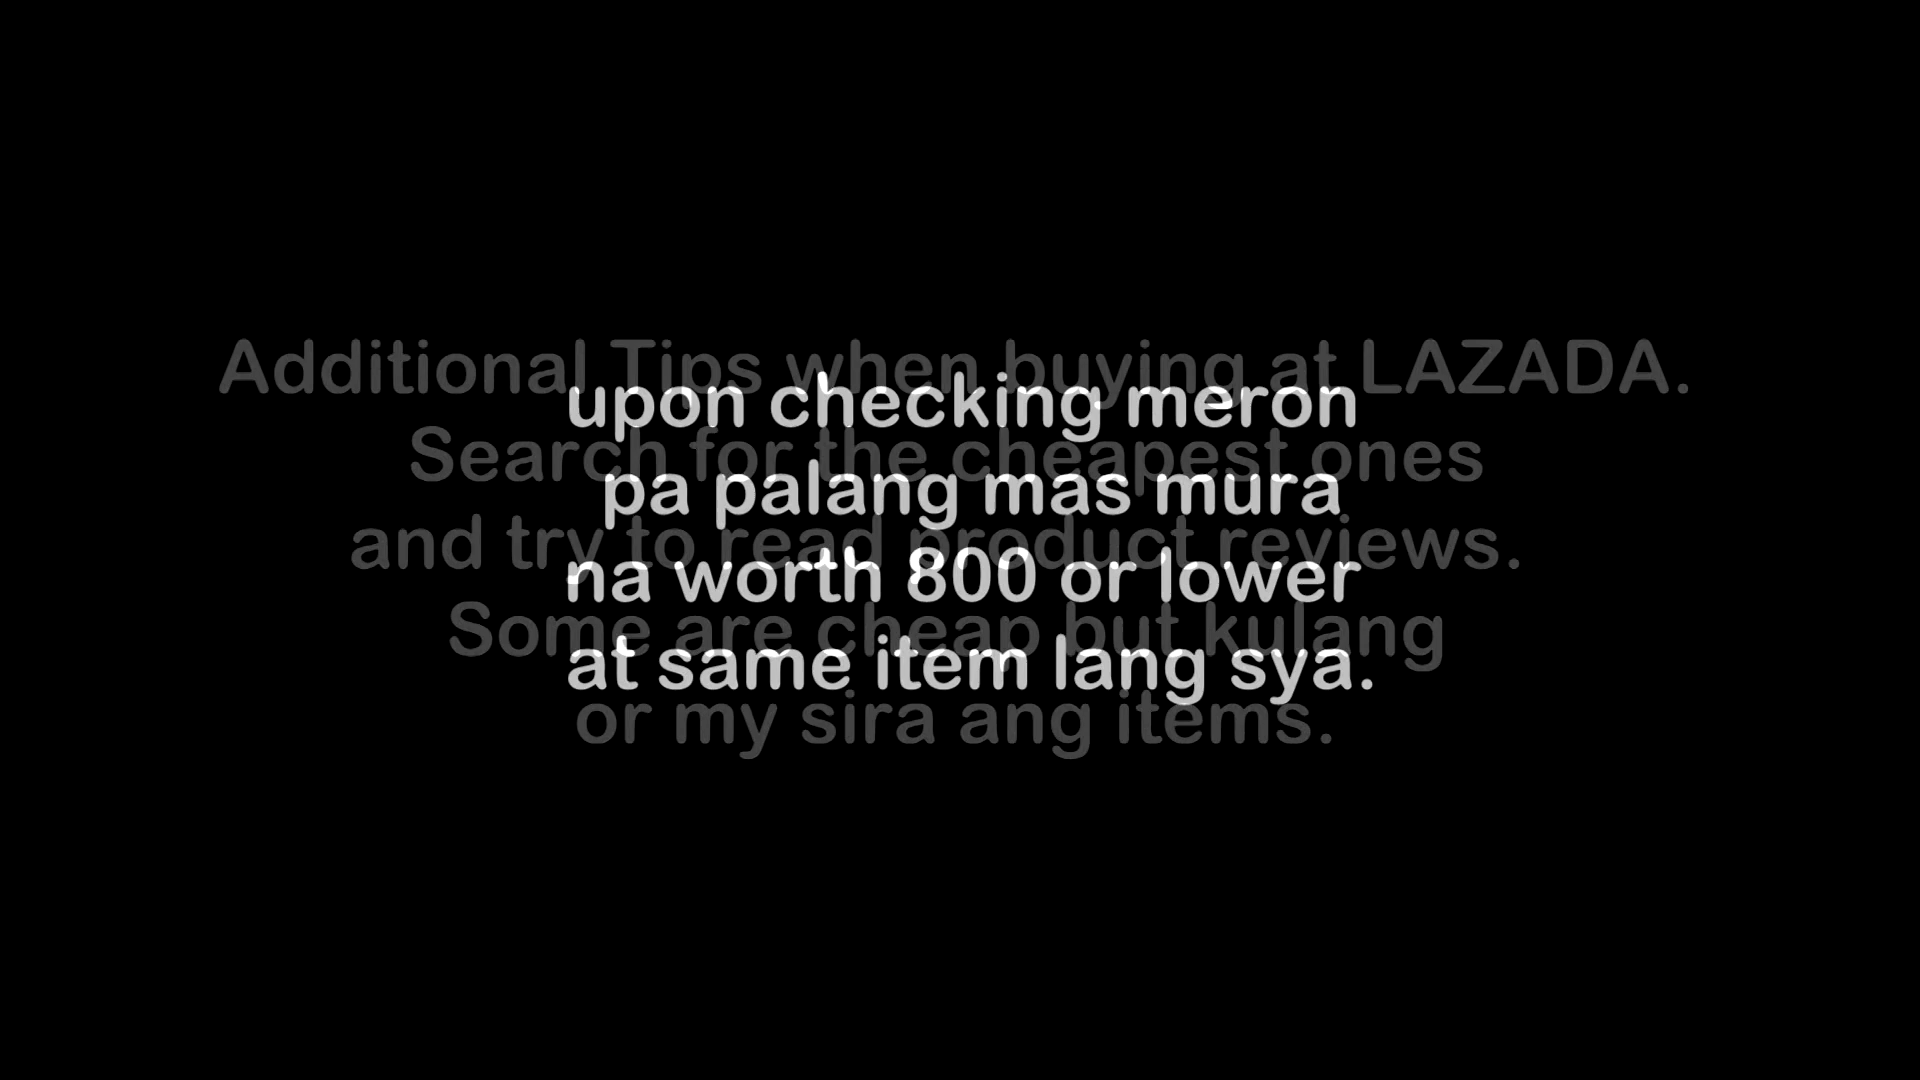 upon checking meron
pa palang mas mura
na worth 800 or lower
at same item lang sya.
Additional Tips when buying at LAZADA.
Search for the cheapest ones
and try to read product reviews.
Some are cheap but kulang
or my sira ang items.